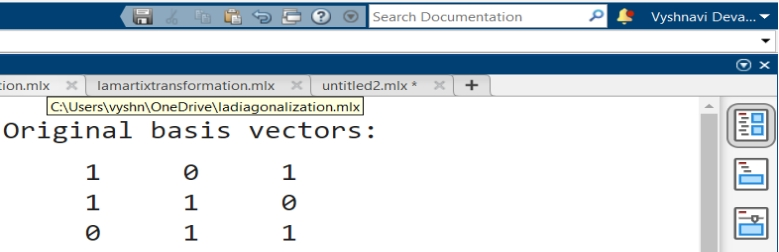 Search Documentation
Vyshnavi Deva...
tion.mlx lamartixtransformation.mlx untitled2.mlx *
C:\Users\vyshn\OneDrive\ladiagonalization.mlx
Original basis vectors:
1 0 1
1 1 0
0 1 1